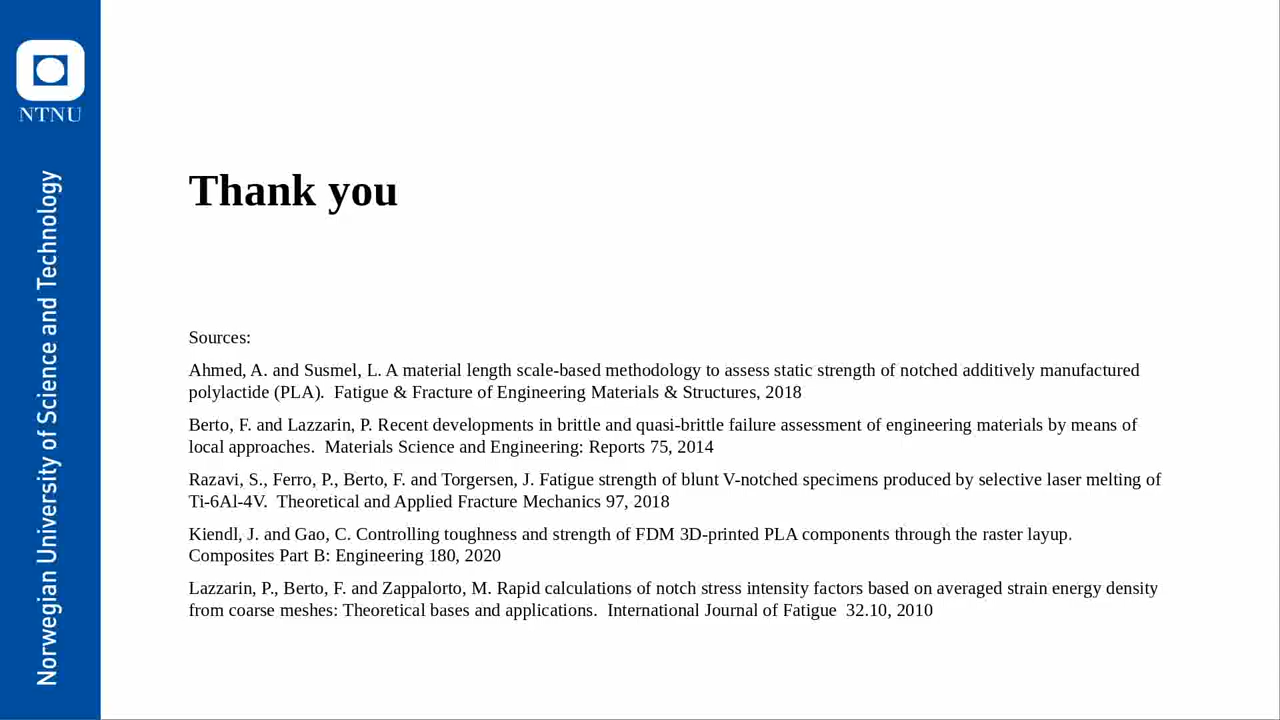 NTNU
Norwegian University of Science and Technology
Thank you
Sources:
Ahmed, A. and Susmel, L. A material length scale-based methodology to assess static strength of notched additively manufactured
polylactide (PLA).  Fatigue & Fracture of Engineering Materials & Structures, 2018
Berto, F. and Lazzarin, P. Recent developments in brittle and quasi-brittle failure assessment of engineering materials by means of
local approaches.  Materials Science and Engineering: Reports 75, 2014
Razavi, S., Ferro, P., Berto, F. and Torgersen, J. Fatigue strength of blunt V-notched specimens produced by selective laser melting of
Ti-6Al-4V.  Theoretical and Applied Fracture Mechanics 97, 2018
Kiendl, J. and Gao, C. Controlling toughness and strength of FDM 3D-printed PLA components through the raster layup.
Composites Part B: Engineering 180, 2020
Lazzarin, P., Berto, F. and Zappalorto, M. Rapid calculations of notch stress intensity factors based on averaged strain energy density
from coarse meshes: Theoretical bases and applications.  International Journal of Fatigue  32.10, 2010